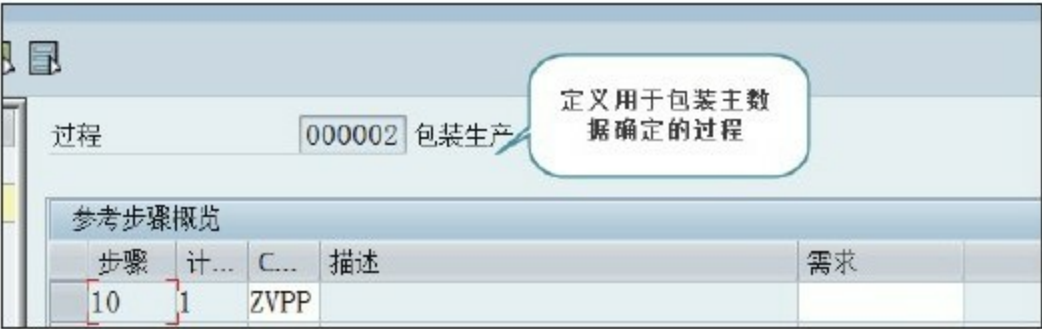 定义用于包装主数
据确定的过程
过程 000002 包装生产
参考步骤概览
步骤 计... C... 描述 需求
10 1 ZVPP